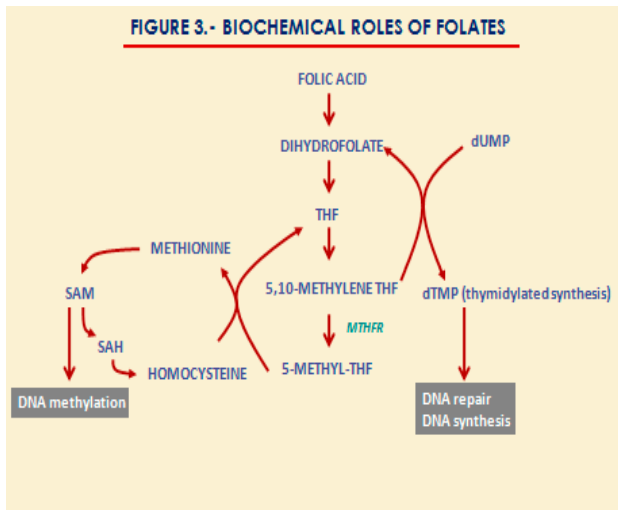 FIGURE 3.- BIOCHEMICAL ROLES OF FOLATES
FOLIC ACID
DIHYDROFOLATE
dUMP
THF
METHIONINE
SAM
5,10-METHYLENE THF
dTMP (thymidylated synthesis)
MTHFR
SAH
HOMOCYSTEINE
5-METHYL-THF
DNA methylation
DNA repair
DNA synthesis